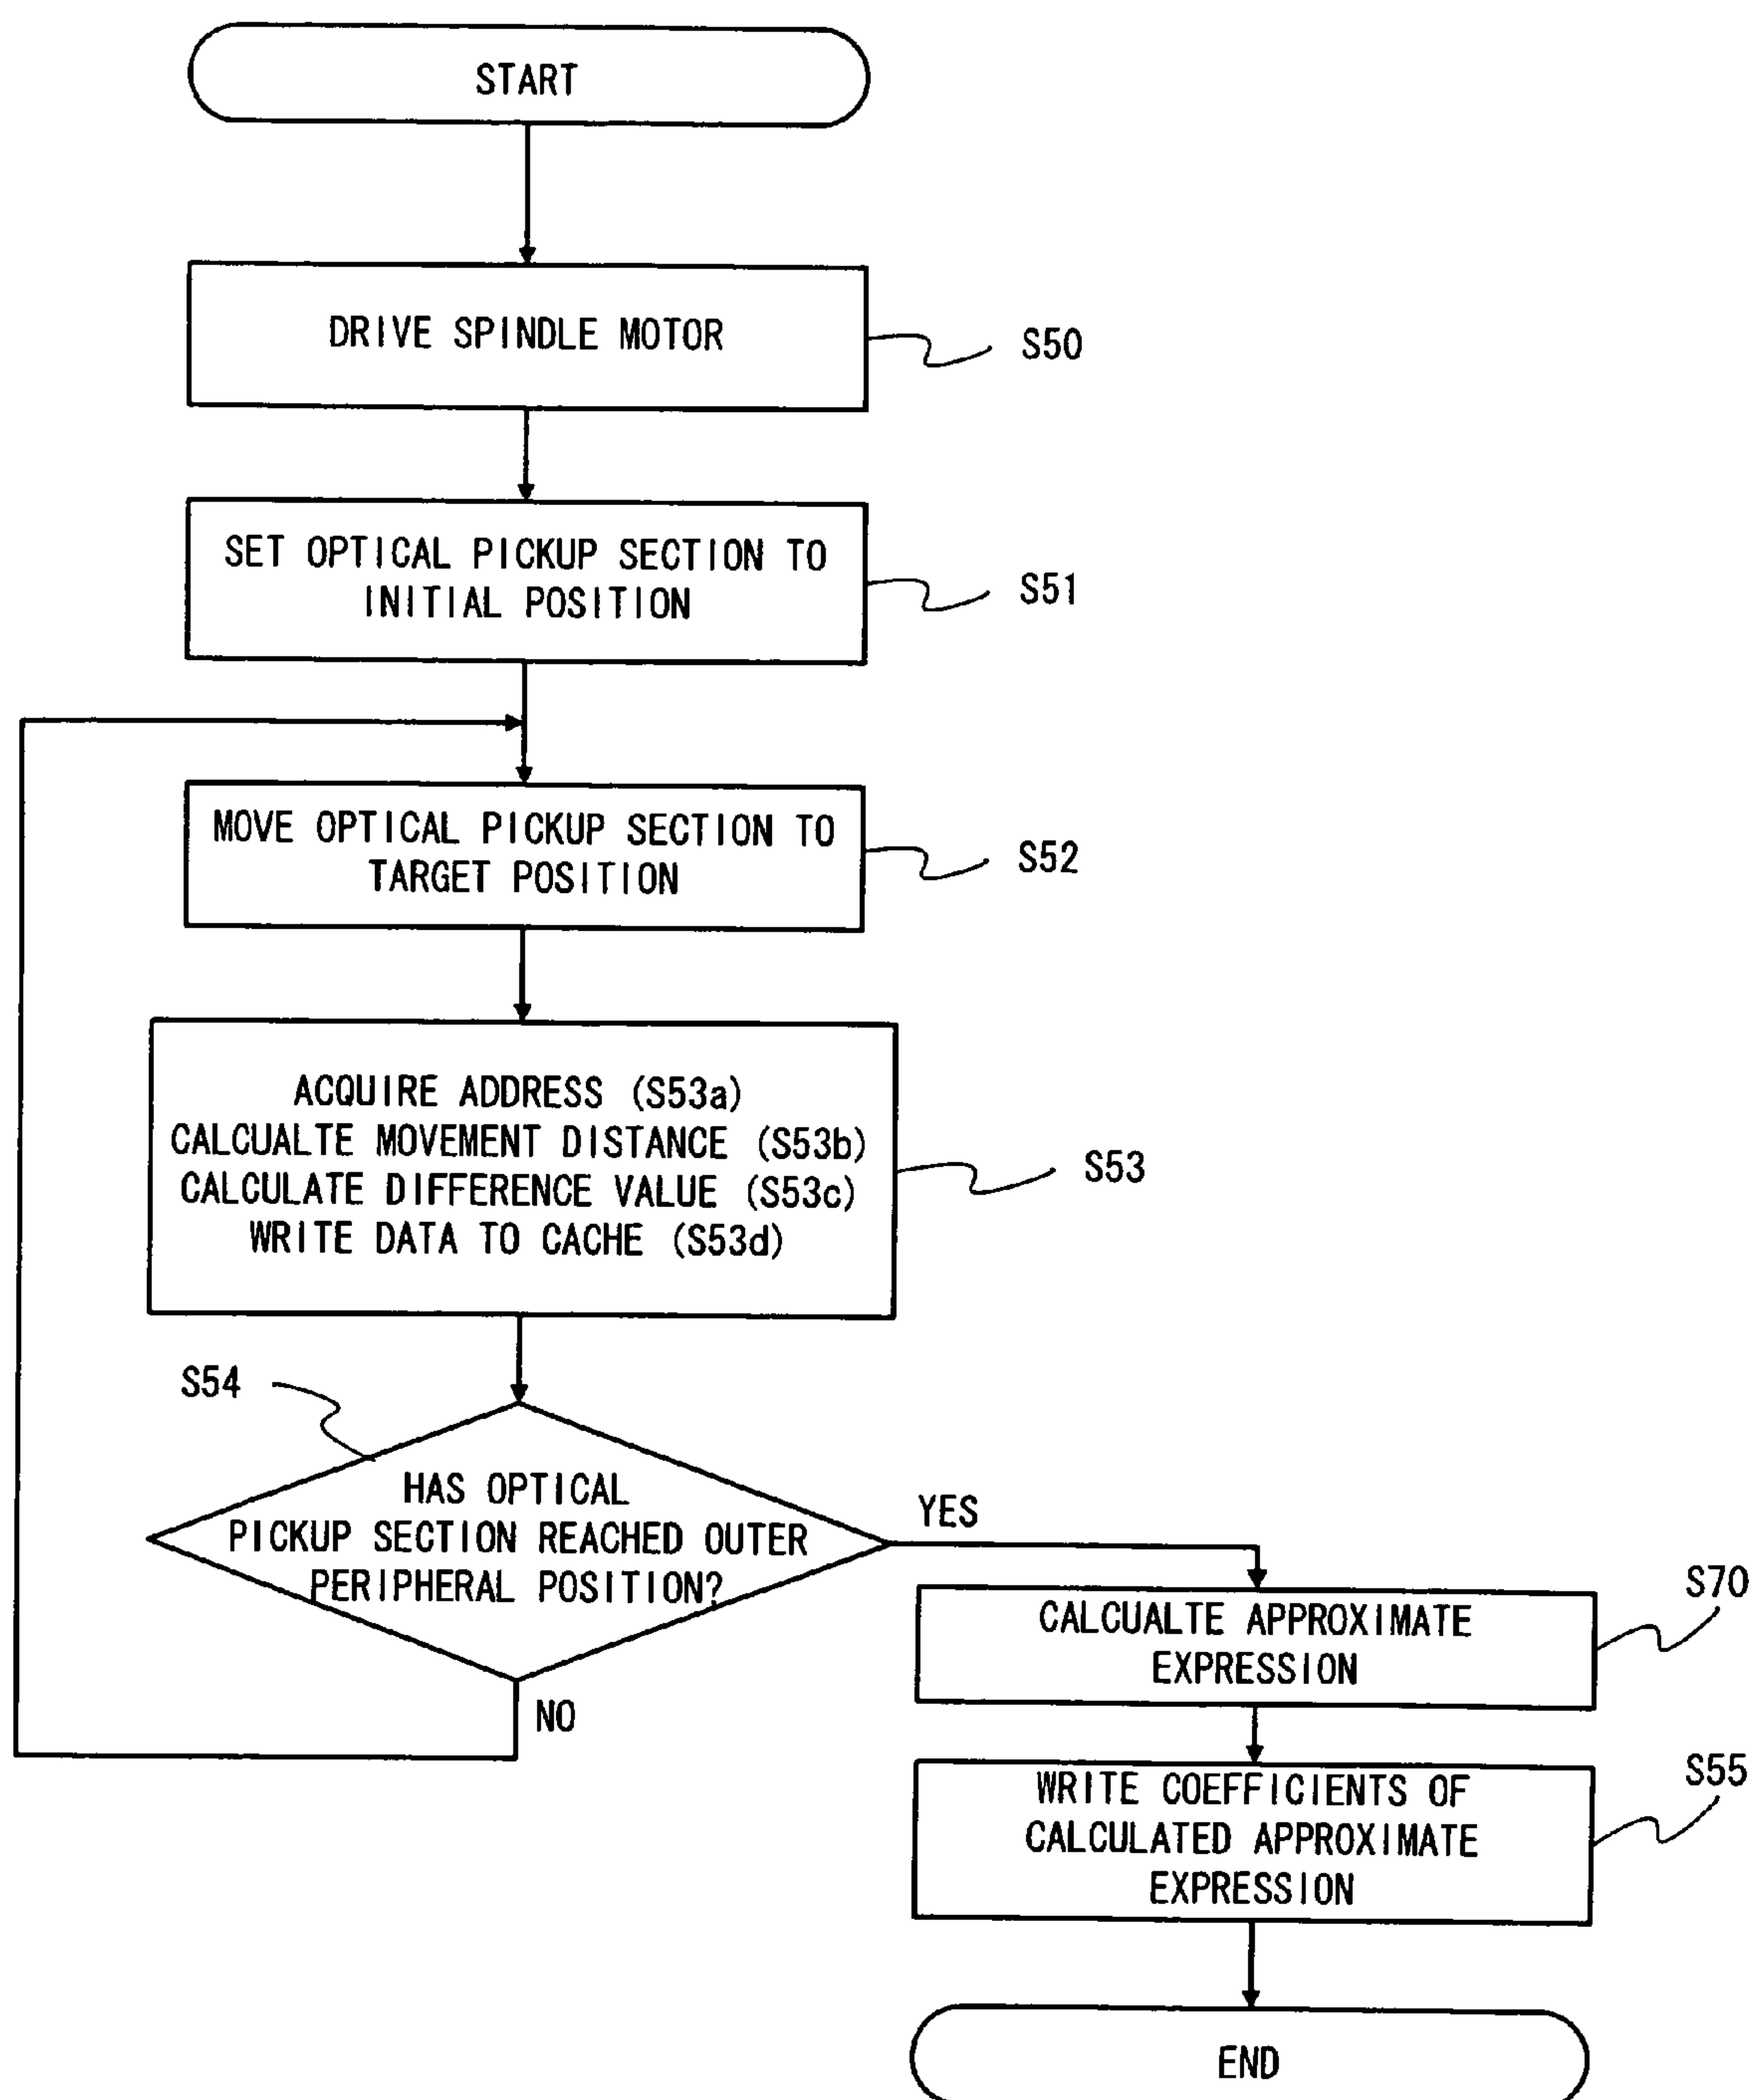 START
DRIVE SPINDLE MOTOR
S50
SET OPTICAL PICKUP SECTION TO
INITIAL POSITION
S51
MOVE OPTICAL PICKUP SECTION TO
TARGET POSITION
S52
ACQUIRE ADDRESS (S53a)
CALCUALTE MOVEMENT DISTANCE (S53b)
CALCULATE DIFFERENCE VALUE (S53c)
WRITE DATA TO CACHE (S53d)
S53
S54
HAS OPTICAL
PICKUP SECTION REACHED OUTER
PERIPHERAL POSITION?
YES
NO
CALCUALTE APPROXIMATE
EXPRESSION
S70
WRITE COEFFICIENTS OF
CALCULATED APPROXIMATE
EXPRESSION
S55
END